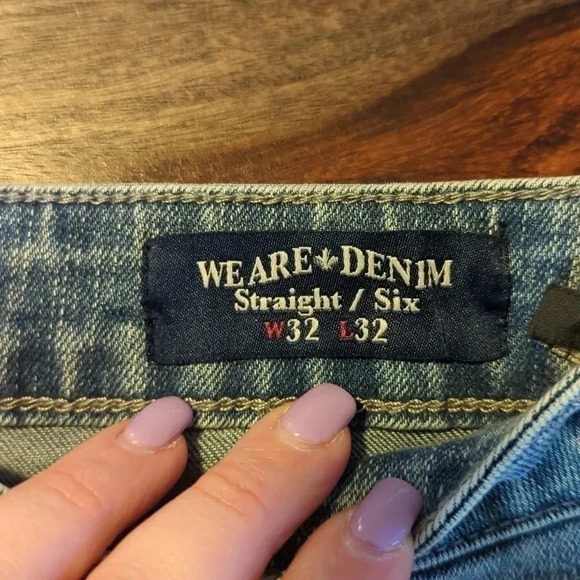 WE ARE DENIM
Straight / Six
W32 L32